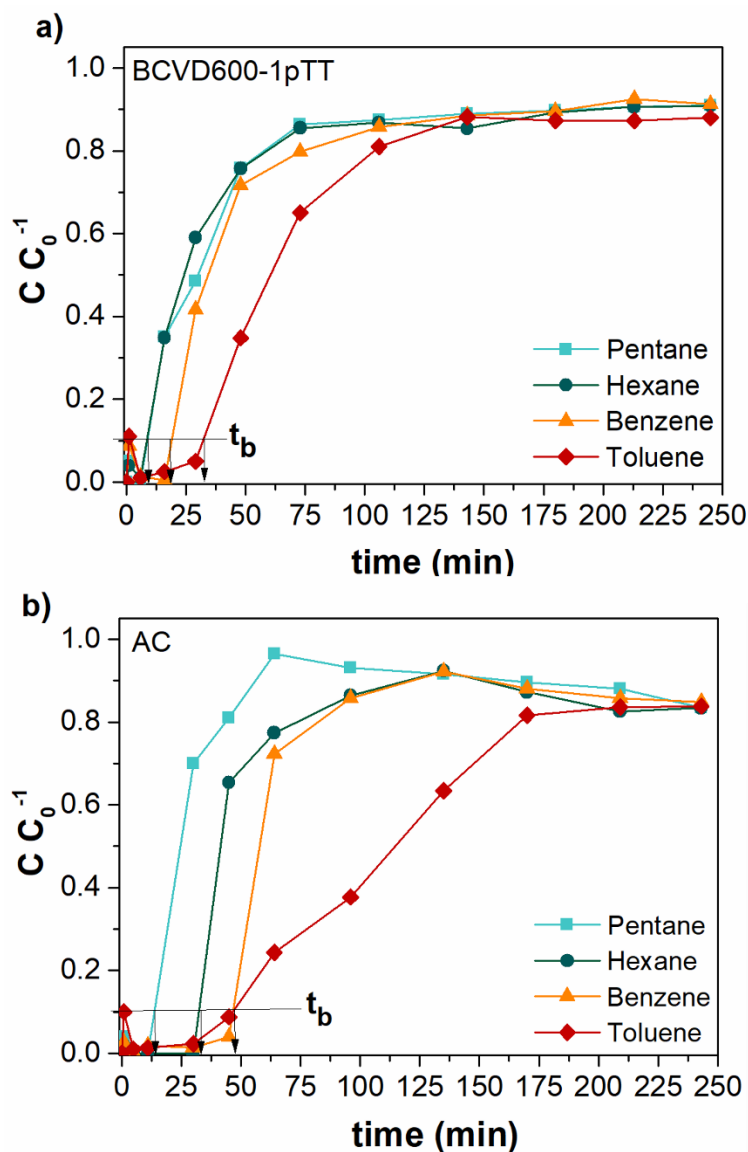 a)
BCVD600-1pTT
1.0
0.8
0.6
0.4
0.2
0.0
C C₀⁻¹
Pentane
Hexane
Benzene
Toluene
t_b
0 25 50 75 100 125 150 175 200 225 250
time (min)
b)
AC
1.0
0.8
0.6
0.4
0.2
0.0
C C₀⁻¹
Pentane
Hexane
Benzene
Toluene
t_b
0 25 50 75 100 125 150 175 200 225 250
time (min)